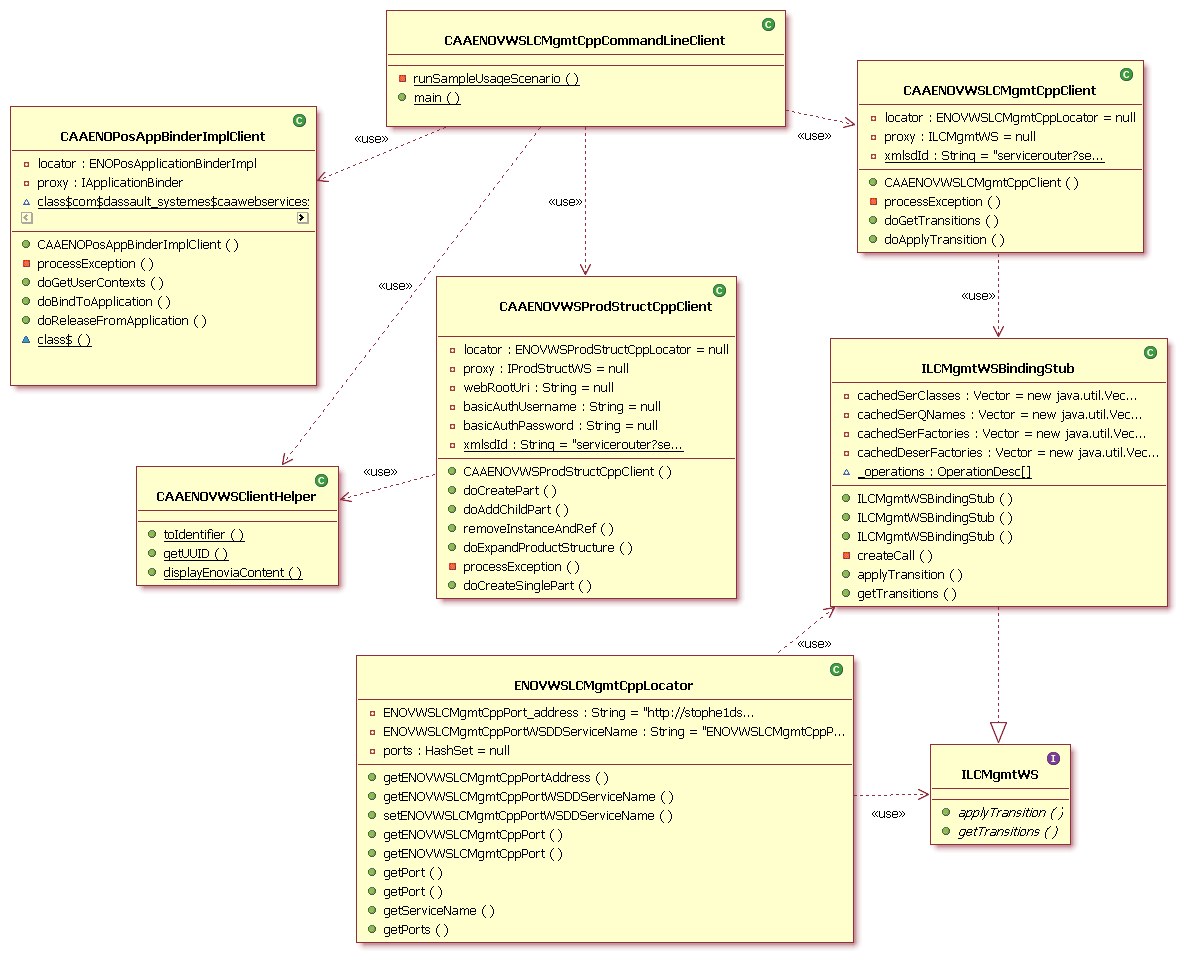 CAAENOVWSLCMgmtCppCommandLineClient
runSampleUsageScenario ( )
main ( )
C
CAAENOVWSLCMgmtCppClient
C
locator : ENOVWSLCMgmtCppLocator = null
proxy : ILCMgmtWS = null
xmlsdId : String = "servicerouter?se...
CAAENOVWSLCMgmtCppClient ( )
processException ( )
doGetTransitions ( )
doApplyTransition ( )
CAAENOPosAppBinderImplClient
C
locator : ENOPosApplicationBinderImpl
proxy : IApplicationBinder
class$com$dassault_systemes$caawebservices
CAAENOPosAppBinderImplClient ( )
processException ( )
doGetUserContexts ( )
doBindToApplication ( )
doReleaseFromApplication ( )
class$ ( )
«use»
«use»
«use»
«use»
«use»
CAAENOVWSProdStructCppClient
C
locator : ENOVWSProdStructCppLocator = null
proxy : IProdStructWS = null
webRootUri : String = null
basicAuthUsername : String = null
basicAuthPassword : String = null
xmlsdId : String = "servicerouter?se...
CAAENOVWSProdStructCppClient ( )
doCreatePart ( )
doAddChildPart ( )
removeInstanceAndRef ( )
doExpandProductStructure ( )
processException ( )
doCreateSinglePart ( )
ILCMgmtWSBindingStub
C
cachedSerClasses : Vector = new java.util.Vec...
cachedSerQNames : Vector = new java.util.Vec...
cachedSerFactories : Vector = new java.util.Vec...
cachedDeserFactories : Vector = new java.util.Vec...
_operations : OperationDesc[]
ILCMgmtWSBindingStub ( )
ILCMgmtWSBindingStub ( )
ILCMgmtWSBindingStub ( )
createCall ( )
applyTransition ( )
getTransitions ( )
«use»
CAAENOVWSClientHelper
C
toIdentifier ( )
getUUID ( )
displayEnoviaContent ( )
«use»
ENOVWSLCMgmtCppLocator
C
ENOVWSLCMgmtCppPort_address : String = "http://stophe1ds...
ENOVWSLCMgmtCppPortWSDDServiceName : String = "ENOVWSLCMgmtCppP...
ports : HashSet = null
getENOVWSLCMgmtCppPortAddress ( )
getENOVWSLCMgmtCppPortWSDDServiceName ( )
setENOVWSLCMgmtCppPortWSDDServiceName ( )
getENOVWSLCMgmtCppPort ( )
getENOVWSLCMgmtCppPort ( )
getPort ( )
getPort ( )
getServiceName ( )
getPorts ( )
«use»
ILCMgmtWS
I
applyTransition ( )
getTransitions ( )